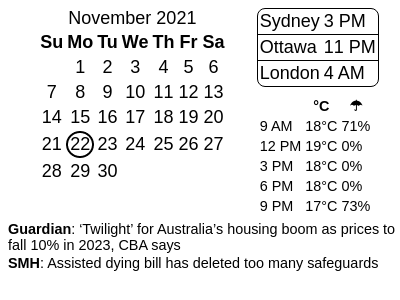 November 2021
Su Mo Tu We Th Fr Sa
1 2 3 4 5 6
7 8 9 10 11 12 13
14 15 16 17 18 19 20
21 22 23 24 25 26 27
28 29 30
Sydney 3 PM
Ottawa 11 PM
London 4 AM
°C ☂
9 AM 18°C 71%
12 PM 19°C 0%
3 PM 18°C 0%
6 PM 18°C 0%
9 PM 17°C 73%
Guardian: ‘Twilight’ for Australia’s housing boom as prices to
fall 10% in 2023, CBA says
SMH: Assisted dying bill has deleted too many safeguards